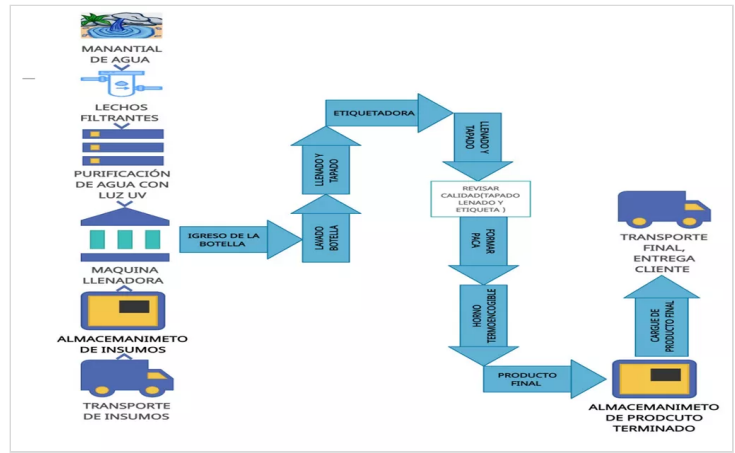 MANANTIAL
DE AGUA
LECHOS
FILTRANTES
PURIFICACIÓN
DE AGUA CON
LUZ UV
MAQUINA
LLENADORA
ALMACEMANIMETO
DE INSUMOS
TRANSPORTE
DE INSUMOS
IGRESO DE LA
BOTELLA
LAVADO
BOTELLA
LLENADO Y
TAPADO
ETIQUETADORA
LLENADO Y
TAPADO
REVISAR
CALIDAD(TAPADO
LENADO Y
ETIQUETA )
FORMAR
PACA
HORNO
TERMOENCOGIBLE
PRODUCTO
FINAL
ALMACEMANIMETO
DE PRODCUTO
TERMINADO
CARGUE DE
PRODUCTO FINAL
TRANSPORTE
FINAL,
ENTREGA
CLIENTE